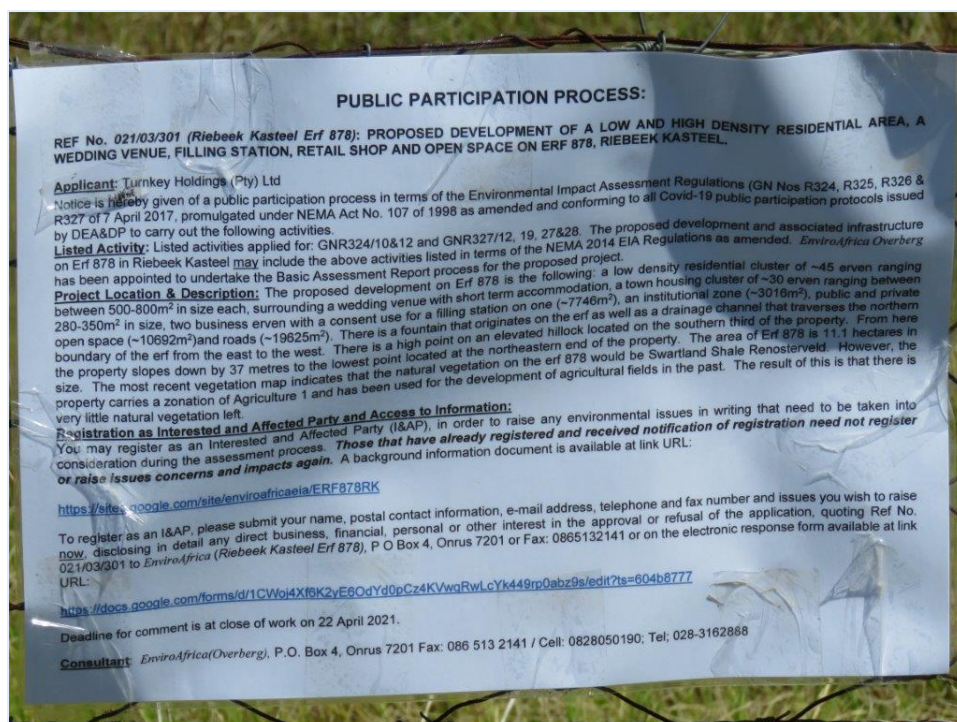 PUBLIC PARTICIPATION PROCESS:
REF No. 021/03/301 (Riebeek Kasteel Erf 878): PROPOSED DEVELOPMENT OF A LOW AND HIGH DENSITY RESIDENTIAL AREA, A
WEDDING VENUE, FILLING STATION, RETAIL SHOP AND OPEN SPACE ON ERF 878, RIEBEEK KASTEEL.
Applicant: Turnkey Holdings (Pty) Ltd
Notice is hereby given of a public participation process in terms of the Environmental Impact Assessment Regulations (GN Nos R324, R325, R326 &
R327 of 7 April 2017, promulgated under NEMA Act No. 107 of 1998 as amended and conforming to all Covid-19 public participation protocols issued
by DEA&DP to carry out the following activities.
Listed Activity: Listed activities applied for: GNR324/10&12 and GNR327/12, 19, 27&28. The proposed development and associated infrastructure
on Erf 878 in Riebeek Kasteel may include the above activities listed in terms of the NEMA 2014 EIA Regulations as amended. EnviroAfrica Overberg
has been appointed to undertake the Basic Assessment Report process for the proposed project.
Project Location & Description: The proposed development on Erf 878 is the following: a low density residential cluster of ~45 erven ranging
between 500-800m² in size each, surrounding a wedding venue with short term accommodation, a town housing cluster of ~30 erven ranging between
280-350m² in size, two business erven with a consent use for a filling station on one (~7746m²), an institutional zone (~3016m²), public and private
open space (~10692m²)and roads (~19625m²). There is a fountain that originates on the erf as well as a drainage channel that traverses the northern
boundary of the erf from the east to the west. There is a high point on an elevated hillock located on the southern third of the property. From here
the property slopes down by 37 metres to the lowest point located at the northeastern end of the property. The area of Erf 878 is 11.1 hectares in
size. The most recent vegetation map indicates that the natural vegetation on the erf 878 would be Swartland Shale Renosterveld. However, the
property carries a zonation of Agriculture 1 and has been used for the development of agricultural fields in the past. The result of this is that there is
very little natural vegetation left.
Registration as Interested and Affected Party and Access to Information:
You may register as an Interested and Affected Party (I&AP), in order to raise any environmental issues in writing that need to be taken into
consideration during the assessment process. Those that have already registered and received notification of registration need not register
or raise issues concerns and impacts again. A background information document is available at link URL:
https://sites.google.com/site/enviroafricaeia/ERF878RK
To register as an I&AP, please submit your name, postal contact information, e-mail address, telephone and fax number and issues you wish to raise
now, disclosing in detail any direct business, financial, personal or other interest in the approval or refusal of the application, quoting Ref No.
021/03/301 to EnviroAfrica (Riebeek Kasteel Erf 878), P O Box 4, Onrus 7201 or Fax: 0865132141 or on the electronic response form available at link
URL:
https://docs.google.com/forms/d/1CWoj4Xf6K2yE6OdYd0pCz4KVwqRwLcYk449rp0abz9s/edit?ts=604b8777
Deadline for comment is at close of work on 22 April 2021.
Consultant: EnviroAfrica(Overberg), P.O. Box 4, Onrus 7201 Fax: 086 513 2141 / Cell: 0828050190; Tel; 028-3162888